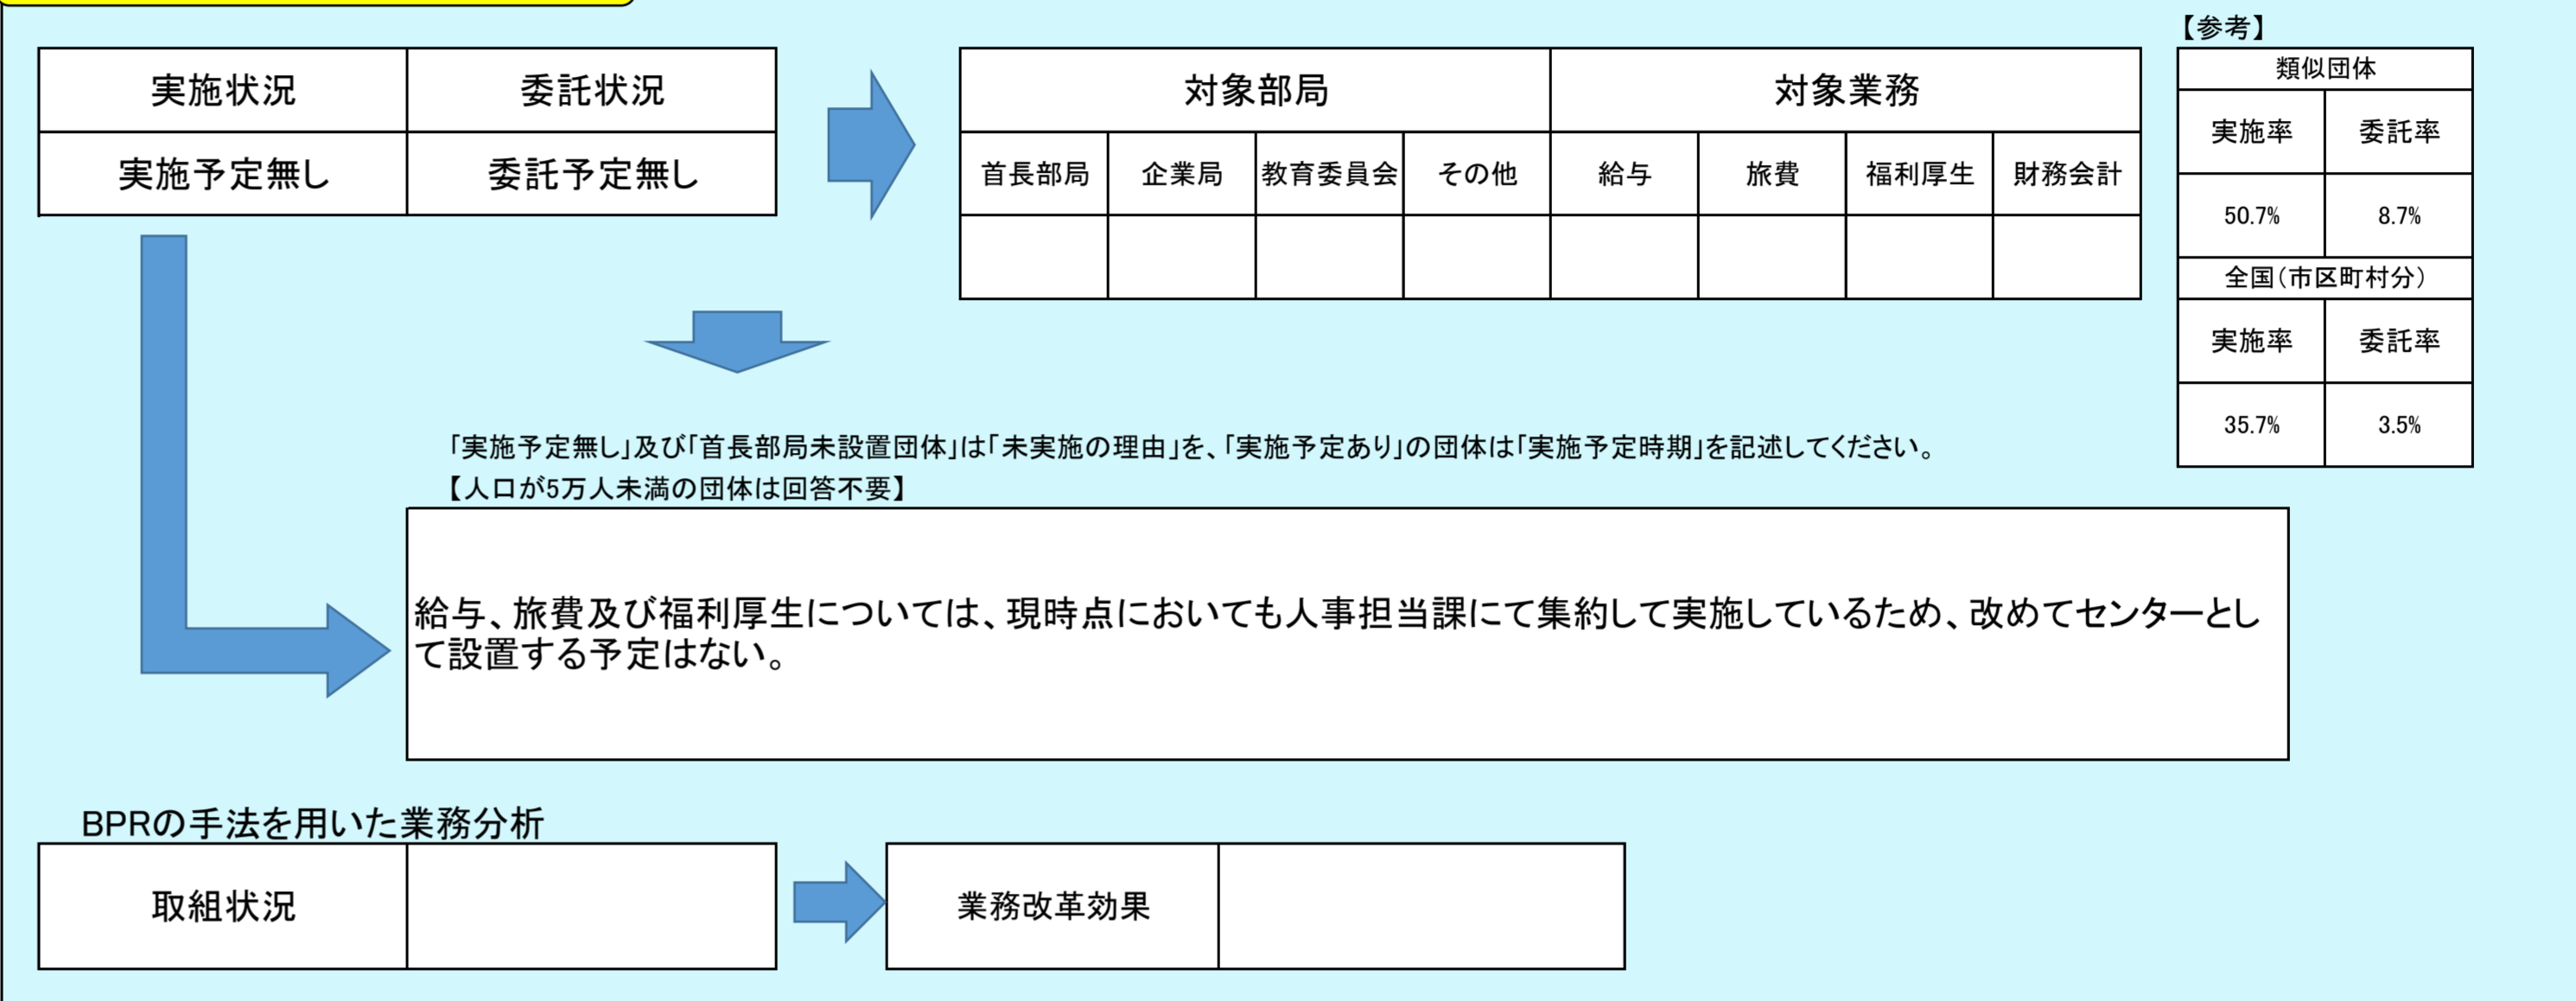 【参考】
実施状況 委託状況
実施予定無し 委託予定無し
対象部局 対象業務
首長部局 企業局 教育委員会 その他 給与 旅費 福利厚生 財務会計
類似団体
実施率 委託率
50.7% 8.7%
全国(市区町村分)
実施率 委託率
35.7% 3.5%
「実施予定無し」及び「首長部局未設置団体」は「未実施の理由」を、「実施予定あり」の団体は「実施予定時期」を記述してください。
【人口が5万人未満の団体は回答不要】
給与、旅費及び福利厚生については、現時点においても人事担当課にて集約して実施しているため、改めてセンターとし
て設置する予定はない。
BPRの手法を用いた業務分析
取組状況
業務改革効果